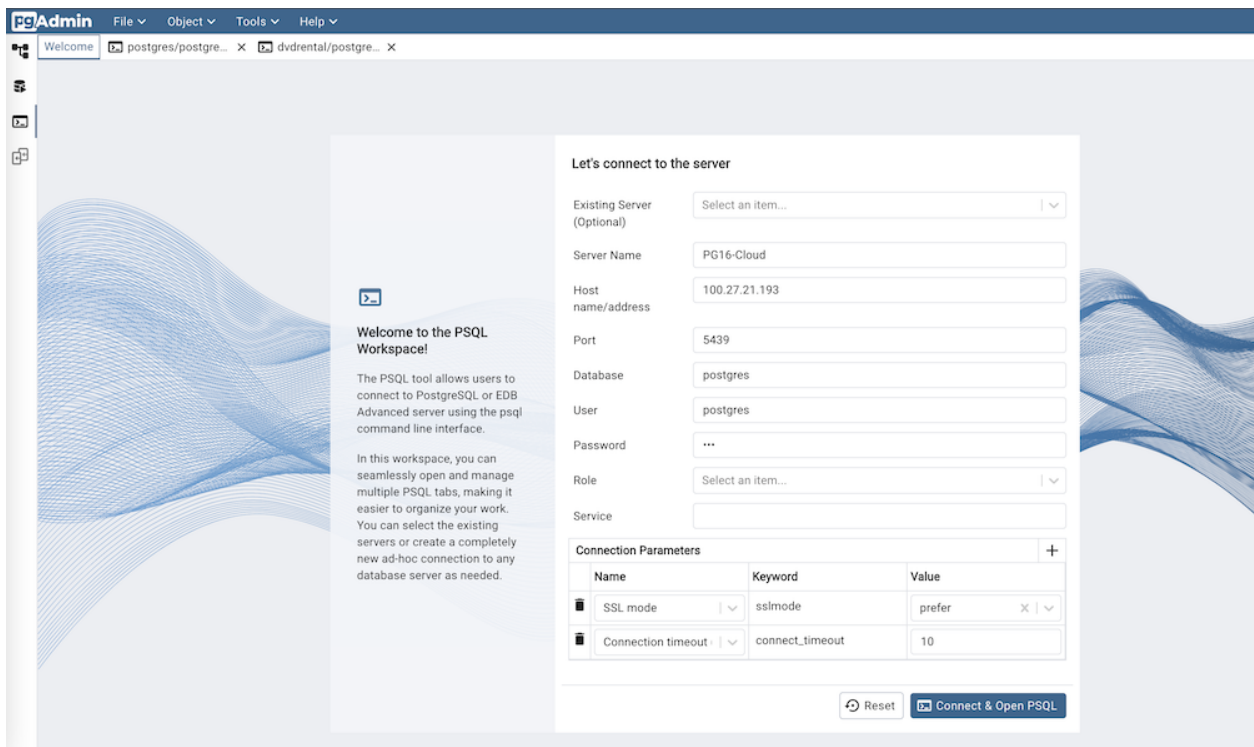 pgAdmin File Object Tools Help
Welcome postgres/postgre... dvdrental/postgre...
Let's connect to the server
Existing Server
(Optional)
Select an item...
Server Name
PG16-Cloud
Host
name/address
100.27.21.193
Port
5439
Database
postgres
User
postgres
Password
Role
Select an item...
Service
Welcome to the PSQL
Workspace!
The PSQL tool allows users to
connect to PostgreSQL or EDB
Advanced server using the psql
command line interface.
In this workspace, you can
seamlessly open and manage
multiple PSQL tabs, making it
easier to organize your work.
You can select the existing
servers or create a completely
new ad-hoc connection to any
database server as needed.
Connection Parameters
Name Keyword Value
SSL mode sslmode prefer
Connection timeout connect_timeout 10
Reset Connect & Open PSQL